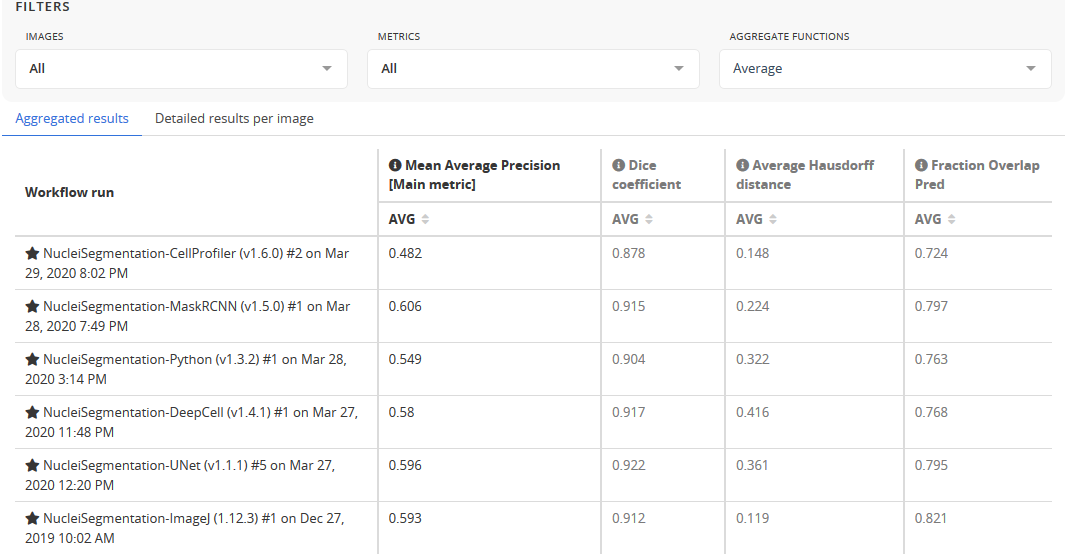 FILTERS
IMAGES
METRICS
AGGREGATE FUNCTIONS
All
All
Average
Aggregated results
Detailed results per image
Workflow run
Mean Average Precision
[Main metric]
Dice
coefficient
Average Hausdorff
distance
Fraction Overlap
Pred
AVG
AVG
AVG
AVG
NucleiSegmentation-CellProfiler (v1.6.0) #2 on Mar
29, 2020 8:02 PM
0.482
0.878
0.148
0.724
NucleiSegmentation-MaskRCNN (v1.5.0) #1 on Mar
28, 2020 7:49 PM
0.606
0.915
0.224
0.797
NucleiSegmentation-Python (v1.3.2) #1 on Mar 28,
2020 3:14 PM
0.549
0.904
0.322
0.763
NucleiSegmentation-DeepCell (v1.4.1) #1 on Mar 27,
2020 11:48 PM
0.58
0.917
0.416
0.768
NucleiSegmentation-UNet (v1.1.1) #5 on Mar 27,
2020 12:20 PM
0.596
0.922
0.361
0.795
NucleiSegmentation-ImageJ (1.12.3) #1 on Dec 27,
2019 10:02 AM
0.593
0.912
0.119
0.821